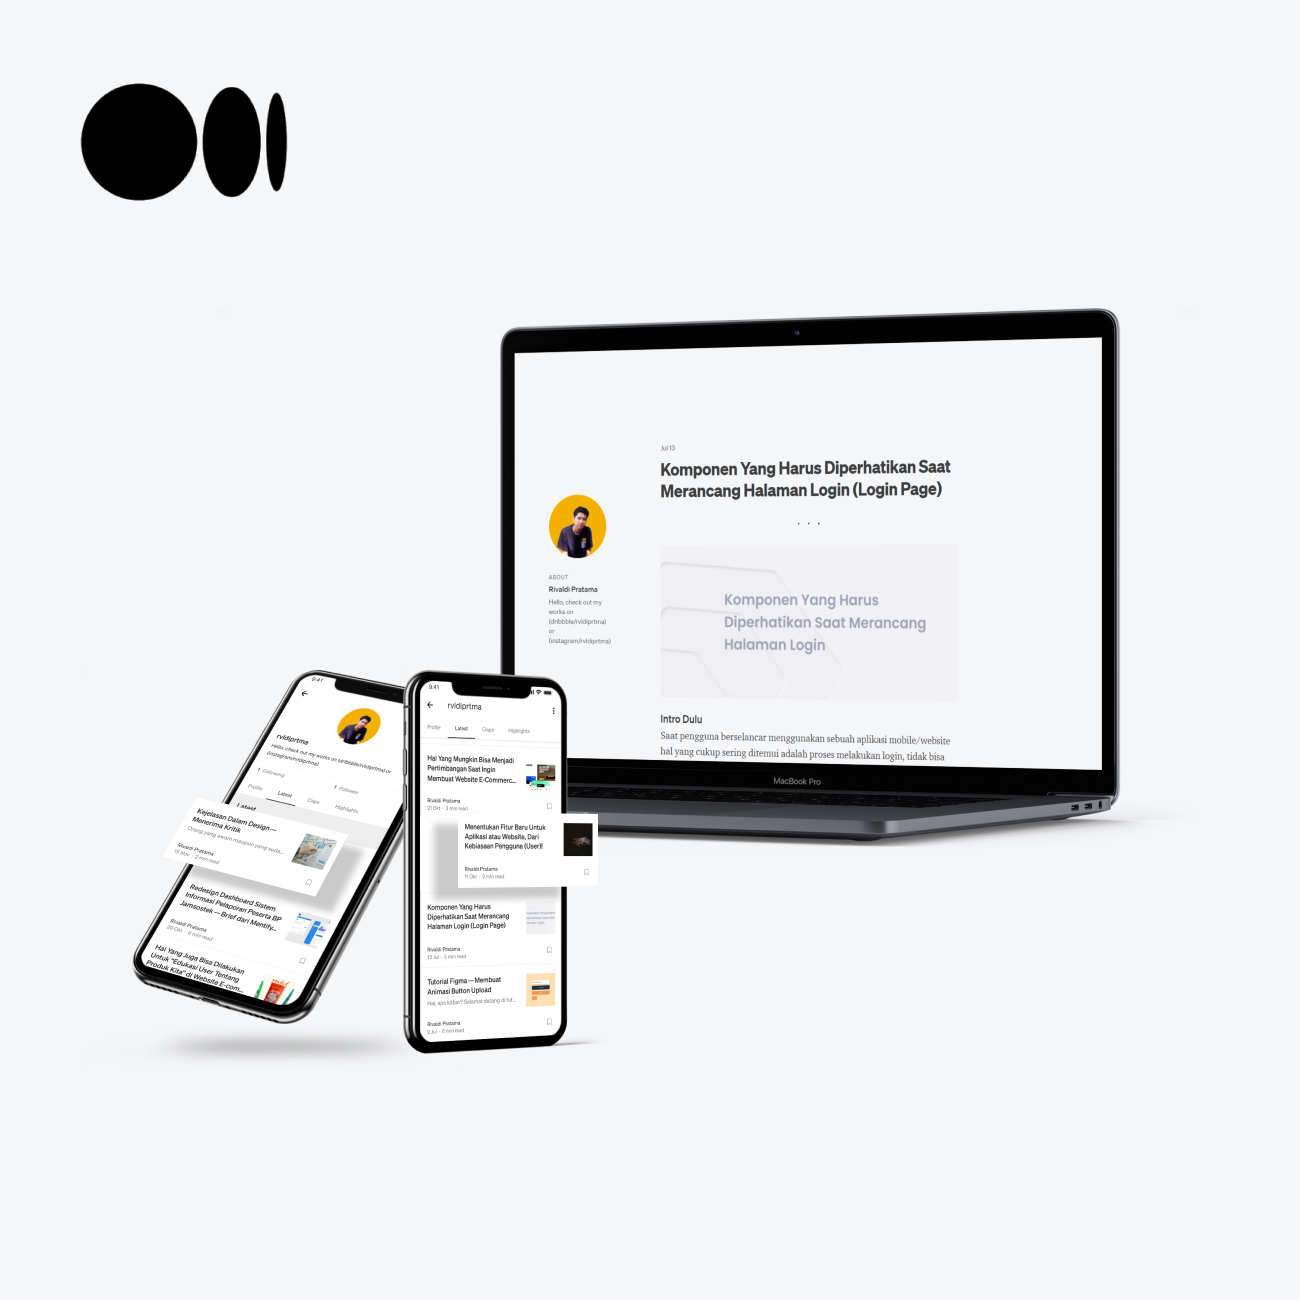 Jul 13
Komponen Yang Harus Diperhatikan Saat
Merancang Halaman Login (Login Page)
. . .
ABOUT
Rivaldi Pratama
Hello, check out my
works on
(dribbble/rvldiprtma)
or
(instagram/rvldiprtma)
Komponen Yang Harus
Diperhatikan Saat Merancang
Halaman Login
Intro Dulu
Saat pengguna berselancar menggunakan sebuah aplikasi mobile/website
hal yang cukup sering ditemui adalah proses melakukan login, tidak bisa
MacBook Pro
9:41
rvldiprtma
Hello, check out my works on (dribbble/rvldiprtma) or
(instagram/rvldiprtma)
1 Following
1 Follower
Profile
Latest
Claps
Highlights
Latest
Kejelasan Dalam Design —
Menerima Kritik
Orang yang awam maupun yang suda...
Rivaldi Pratama
15 Nov · 2 min read
Redesign Dashboard Sistem
Informasi Pelaporan Peserta BP
Jamsostek — Brief dari Mentify...
Rivaldi Pratama
20 Okt · 6 min read
Hal Yang Juga Bisa Dilakukan
Untuk "Edukasi User Tentang
Produk Kita" di Website E-com...
9:41
rvldiprtma
Profile
Latest
Claps
Highlights
Hal Yang Mungkin Bisa Menjadi
Pertimbangan Saat Ingin
Membuat Website E-Commerc...
Rivaldi Pratama
21 Okt · 3 min read
Menentukan Fitur Baru Untuk
Aplikasi atau Website, Dari
Kebiasaan Pengguna (User)!
Rivaldi Pratama
11 Okt · 2 min read
Komponen Yang Harus
Diperhatikan Saat Merancang
Halaman Login (Login Page)
Rivaldi Pratama
13 Jul · 3 min read
Tutorial Figma — Membuat
Animasi Button Upload
Hai, apa kabar? Selamat datang di tut...
Rivaldi Pratama
2 Jul · 6 min read